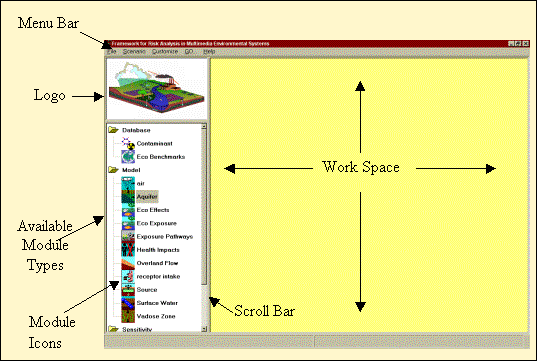 Menu Bar
Framework for Risk Analysis in Multimedia Environmental Systems
File Scenario Customize GO Help
Logo
Database
Contaminant
Eco Benchmarks
Model
air
Aquifer
Eco Effects
Eco Exposure
Exposure Pathways
Health Impacts
Overland Flow
receptor intake
Source
Surface Water
Vadose Zone
Sensitivity
Work Space
Available
Module
Types
Scroll Bar
Module
Icons